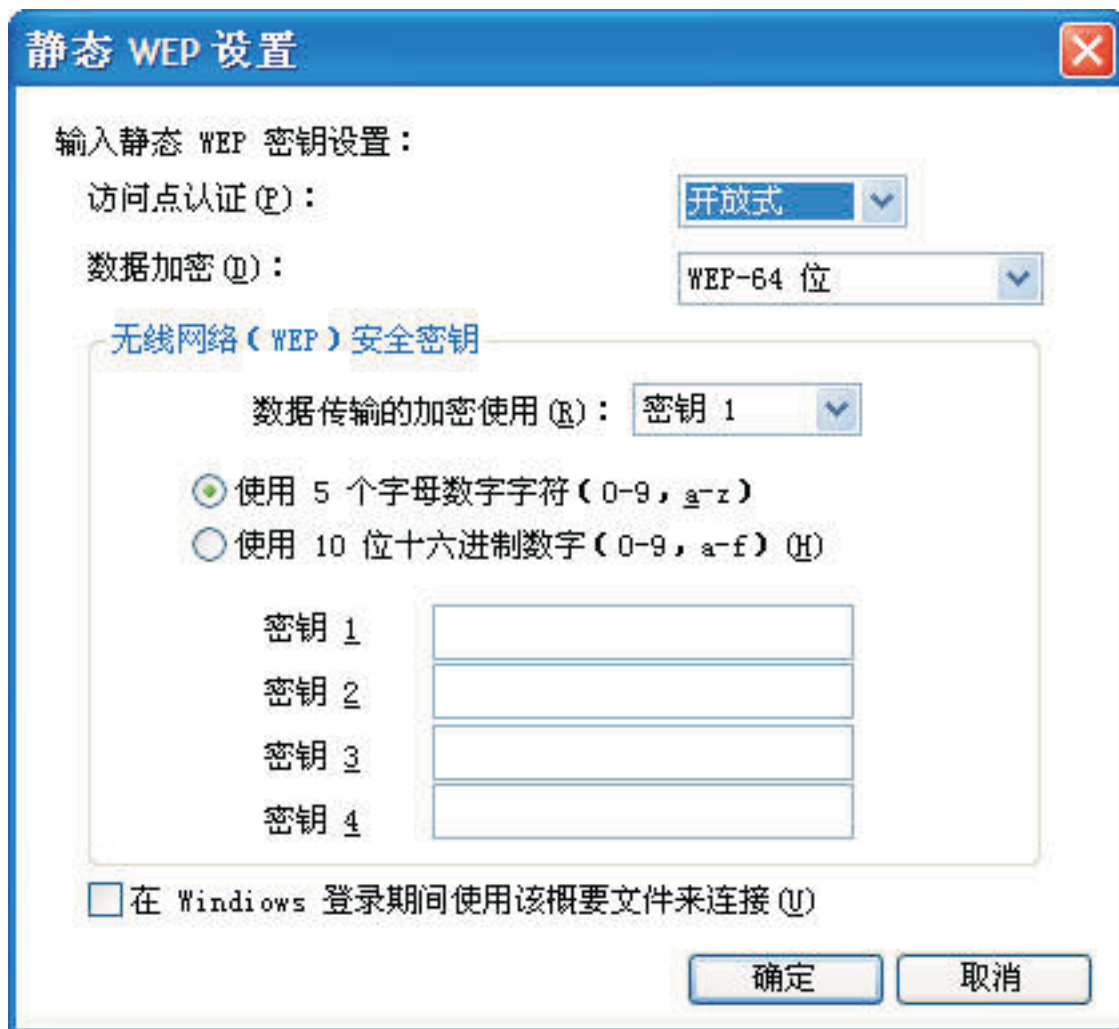 静态 WEP 设置
输入静态 WEP 密钥设置：
访问点认证(P)： 开放式
数据加密(D)： WEP-64 位
无线网络（WEP）安全密钥
数据传输的加密使用(R)： 密钥 1
使用 5 个字母数字字符（0-9，a-z）
使用 10 位十六进制数字（0-9，a-f）(H)
密钥 1
密钥 2
密钥 3
密钥 4
在 Windiows 登录期间使用该概要文件来连接(U)
确定 取消